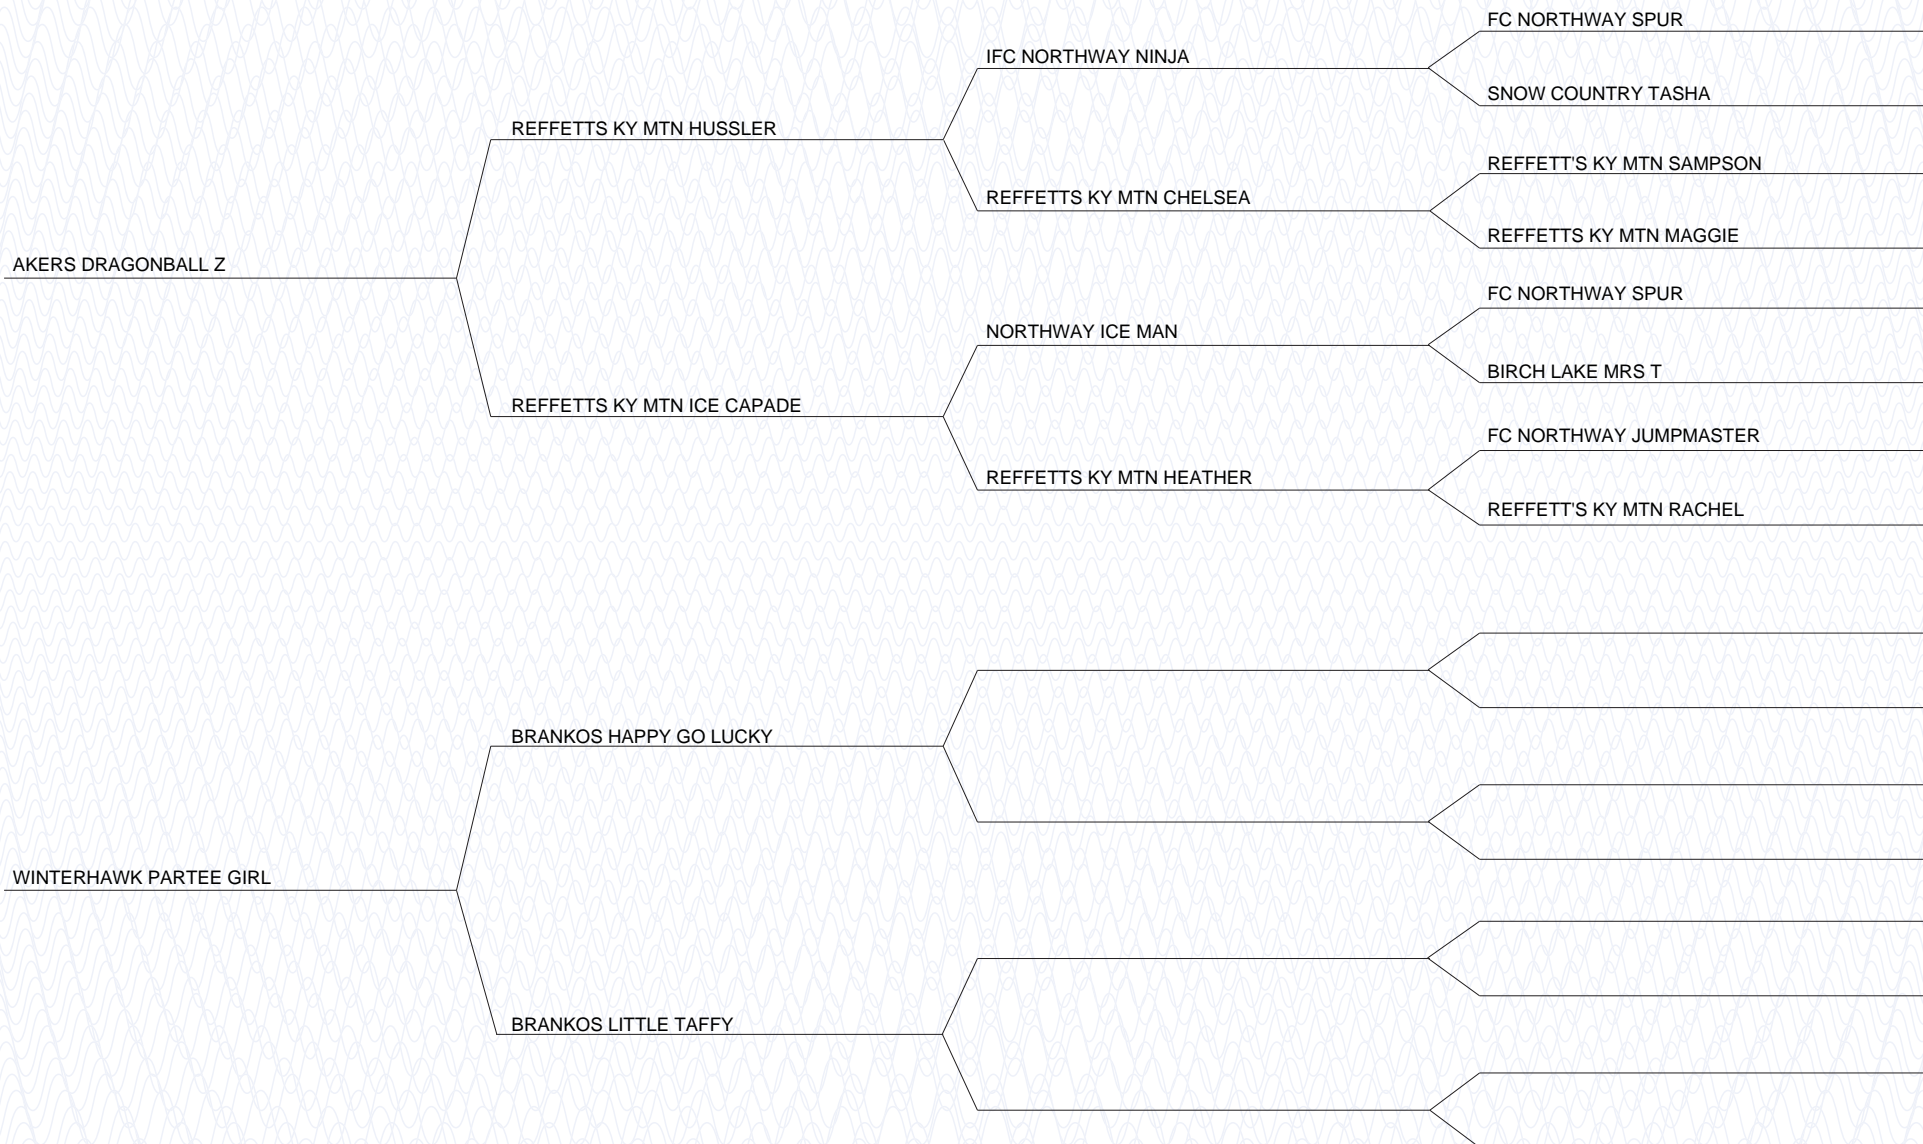 FC NORTHWAY SPUR
IFC NORTHWAY NINJA
SNOW COUNTRY TASHA
REFFETTS KY MTN HUSSLER
REFFETT'S KY MTN SAMPSON
REFFETTS KY MTN CHELSEA
REFFETTS KY MTN MAGGIE
AKERS DRAGONBALL Z
FC NORTHWAY SPUR
NORTHWAY ICE MAN
BIRCH LAKE MRS T
REFFETTS KY MTN ICE CAPADE
FC NORTHWAY JUMPMASTER
REFFETTS KY MTN HEATHER
REFFETT'S KY MTN RACHEL
BRANKOS HAPPY GO LUCKY
WINTERHAWK PARTEE GIRL
BRANKOS LITTLE TAFFY